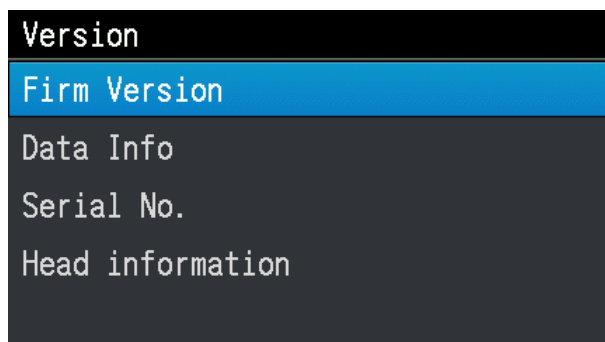 Version
Firm Version
Data Info
Serial No.
Head information